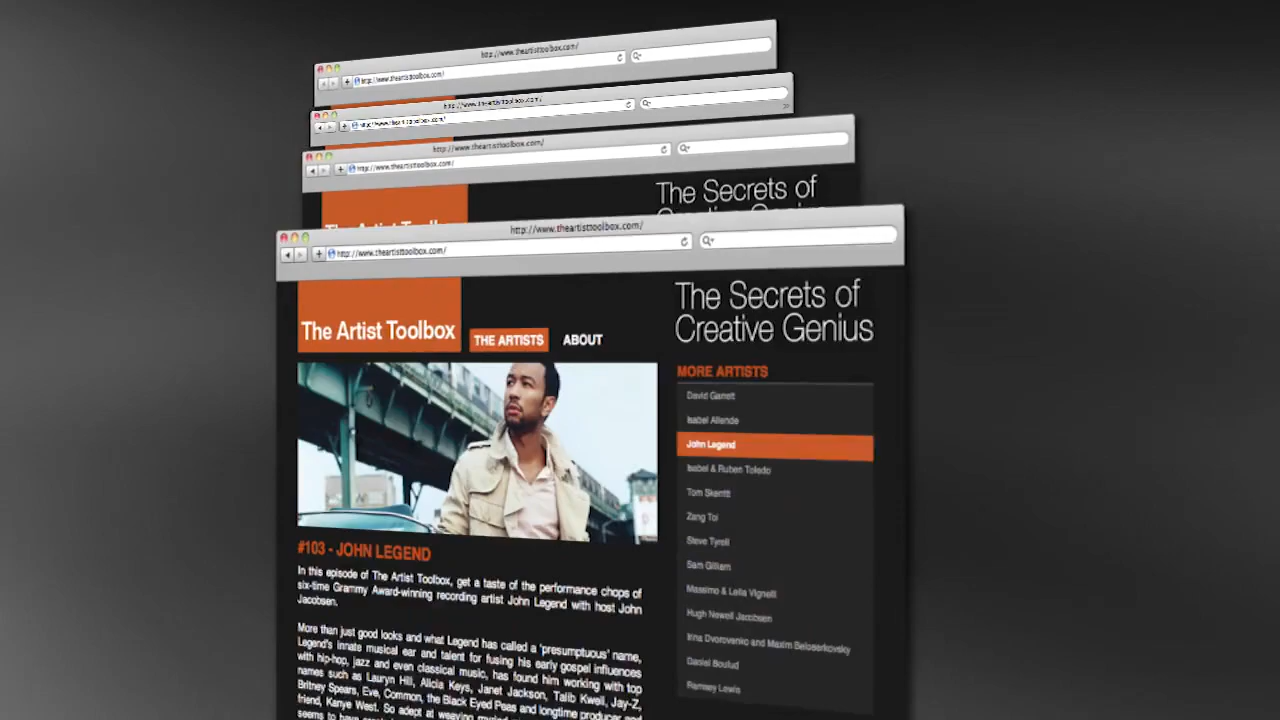 http://www.theartisttoolbox.com/
http://www.theartisttoolbox.com/
http://www.theartisttoolbox.com/
http://www.theartisttoolbox.com/
http://www.theartisttoolbox.com/
http://www.theartisttoolbox.com/
The Secrets of
Creative Genius
The Artist Toolbox
http://www.theartisttoolbox.com/
http://www.theartisttoolbox.com/
The Artist Toolbox
THE ARTISTS
ABOUT
The Secrets of
Creative Genius
MORE ARTISTS
David Garrett
Isabel Allende
John Legend
Isabel & Ruben Toledo
Tom Skerritt
Zang Toi
Steve Tyrell
Sam Gilliam
Massimo & Lella Vignelli
Hugh Newell Jacobsen
Irina Dvorovenko and Maxim Beloserkovsky
Daniel Boulud
Ramsey Lewis
#103 - JOHN LEGEND
In this episode of The Artist Toolbox, get a taste of the performance chops of
six-time Grammy Award-winning recording artist John Legend with host John
Jacobsen.
More than just good looks and what Legend has called a 'presumptuous' name,
Legend's innate musical ear and talent for fusing his early gospel influences
with hip-hop, jazz and even classical music, has found him working with top
names such as Lauryn Hill, Alicia Keys, Janet Jackson, Talib Kweli, Jay-Z,
Britney Spears, Eve, Common, the Black Eyed Peas and longtime producer and
friend, Kanye West. So adept at weaving
seems to have